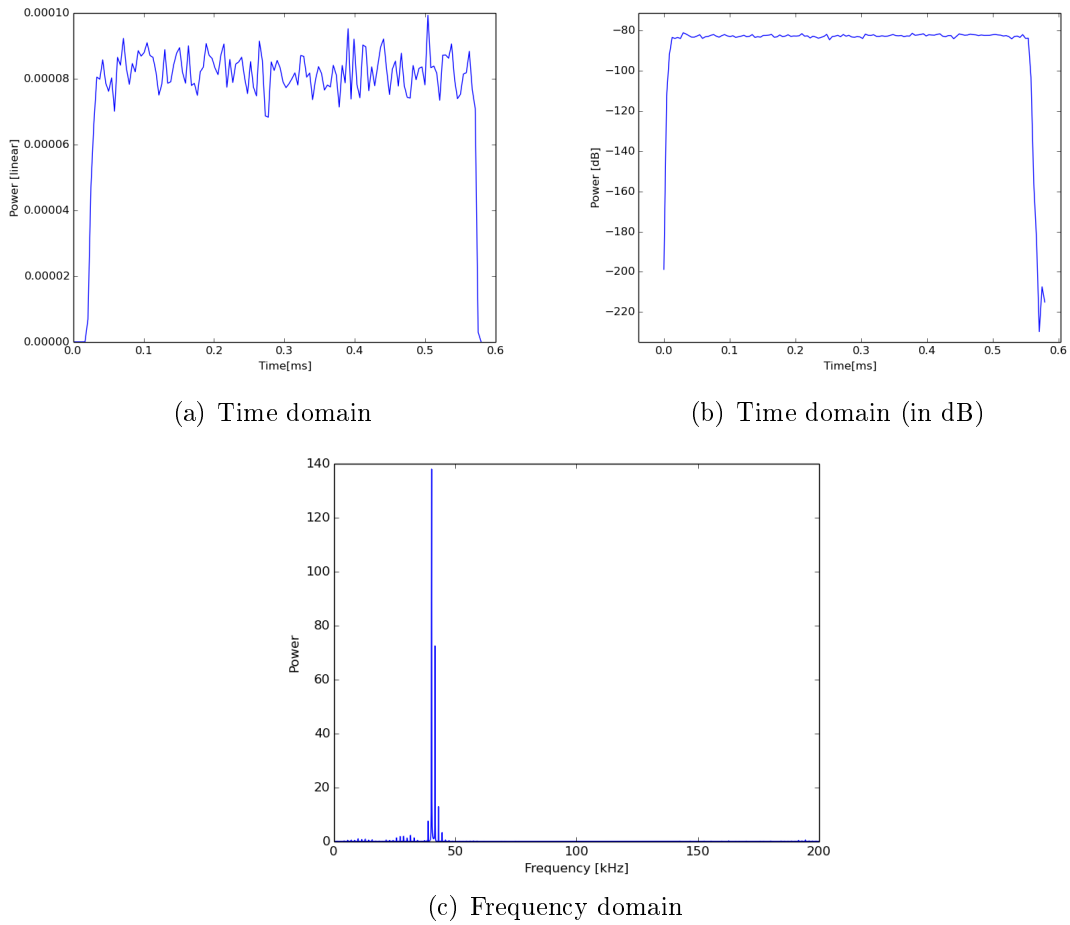 0.00010
0.00008
0.00006
0.00004
0.00002
0.00000
Power [linear]
0.0 0.1 0.2 0.3 0.4 0.5 0.6
Time[ms]
(a) Time domain
−80
−100
−120
−140
−160
−180
−200
−220
Power [dB]
0.0 0.1 0.2 0.3 0.4 0.5 0.6
Time[ms]
(b) Time domain (in dB)
140
120
100
80
60
40
20
0
Power
0 50 100 150 200
Frequency [kHz]
(c) Frequency domain